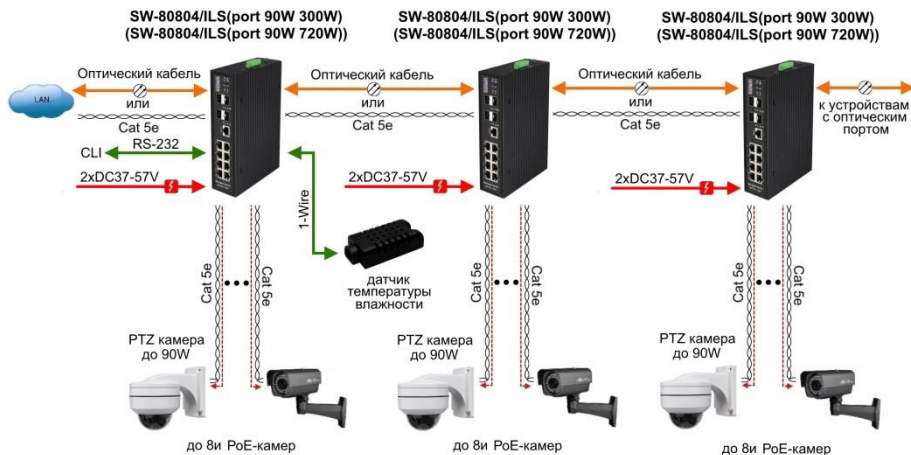 SW-80804/ILS(port 90W 300W)
(SW-80804/ILS(port 90W 720W))
SW-80804/ILS(port 90W 300W)
(SW-80804/ILS(port 90W 720W))
SW-80804/ILS(port 90W 300W)
(SW-80804/ILS(port 90W 720W))
LAN
Оптический кабель
или
Cat 5e
Оптический кабель
или
Cat 5e
Оптический кабель
или
Cat 5e
к устройствам
с оптическим
портом
CLI
RS-232
2xDC37-57V
2xDC37-57V
2xDC37-57V
1-Wire
датчик
температуры
влажности
Cat 5e
Cat 5e
Cat 5e
Cat 5e
Cat 5e
Cat 5e
PTZ камера
до 90W
PTZ камера
до 90W
PTZ камера
до 90W
до 8и PoE-камер
до 8и PoE-камер
до 8и PoE-камер